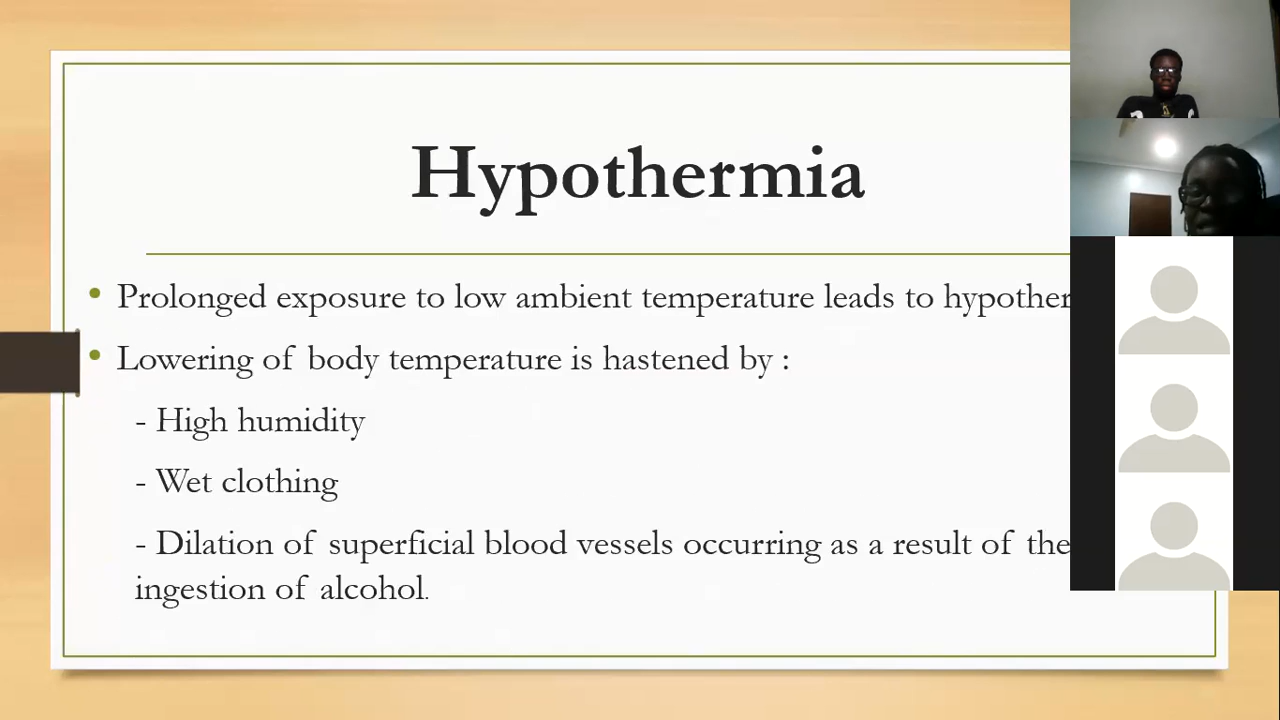 Hypothermia
• Prolonged exposure to low ambient temperature leads to hypother
• Lowering of body temperature is hastened by :
- High humidity
- Wet clothing
- Dilation of superficial blood vessels occurring as a result of the
ingestion of alcohol.